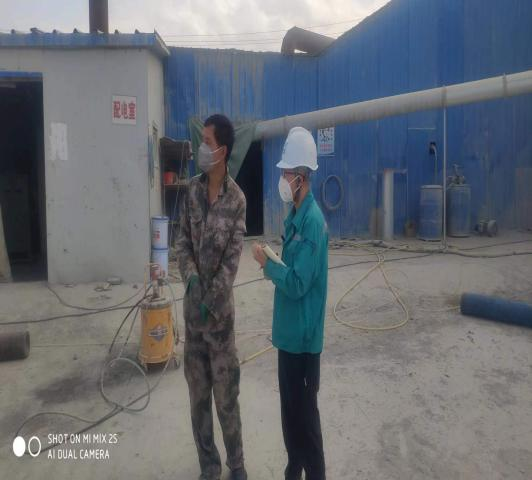 配电室
SHOT ON MI MIX 2S
AI DUAL CAMERA